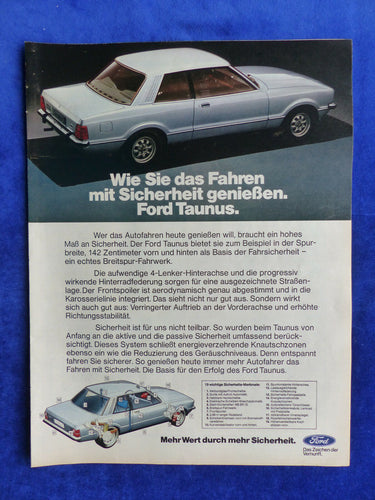 Wie Sie das Fahren
mit Sicherheit genießen.
Ford Taunus.
Wer das Autofahren heute genießen will, braucht ein hohes
Maß an Sicherheit. Der Ford Taunus bietet sie zum Beispiel in der Spur-
breite, 142 Zentimeter vorn und hinten als Basis der Fahrsicherheit –
ein echtes Breitspur-Fahrwerk.
Die aufwendige 4-Lenker-Hinterachse und die progressiv
wirkende Hinterradfederung sorgen für eine ausgezeichnete Straßen-
lage. Der Frontspoiler ist aerodynamisch genau abgestimmt und in die
Karosserielinie integriert. Das sieht nicht nur gut aus. Sondern wirkt
sich auch gut aus: Verringerter Auftrieb an der Vorderachse und erhöhte
Richtungsstabilität.
Sicherheit ist für uns nicht teilbar. So wurden beim Taunus von
Anfang an die aktive und die passive Sicherheit umfassend berück-
sichtigt. Dieses System schließt energieverzehrende Knautschzonen
ebenso ein wie die Reduzierung des Geräuschniveaus. Denn entspannt
fahren Sie sicherer. So genießen heute immer mehr Autofahrer das
Fahren mit Sicherheit. Die Basis für den Erfolg des Ford Taunus.
19 wichtige Sicherheits-Merkmale:
Mehr Wert durch mehr Sicherheit.
Ford
Das Zeichen der
Vernunft.